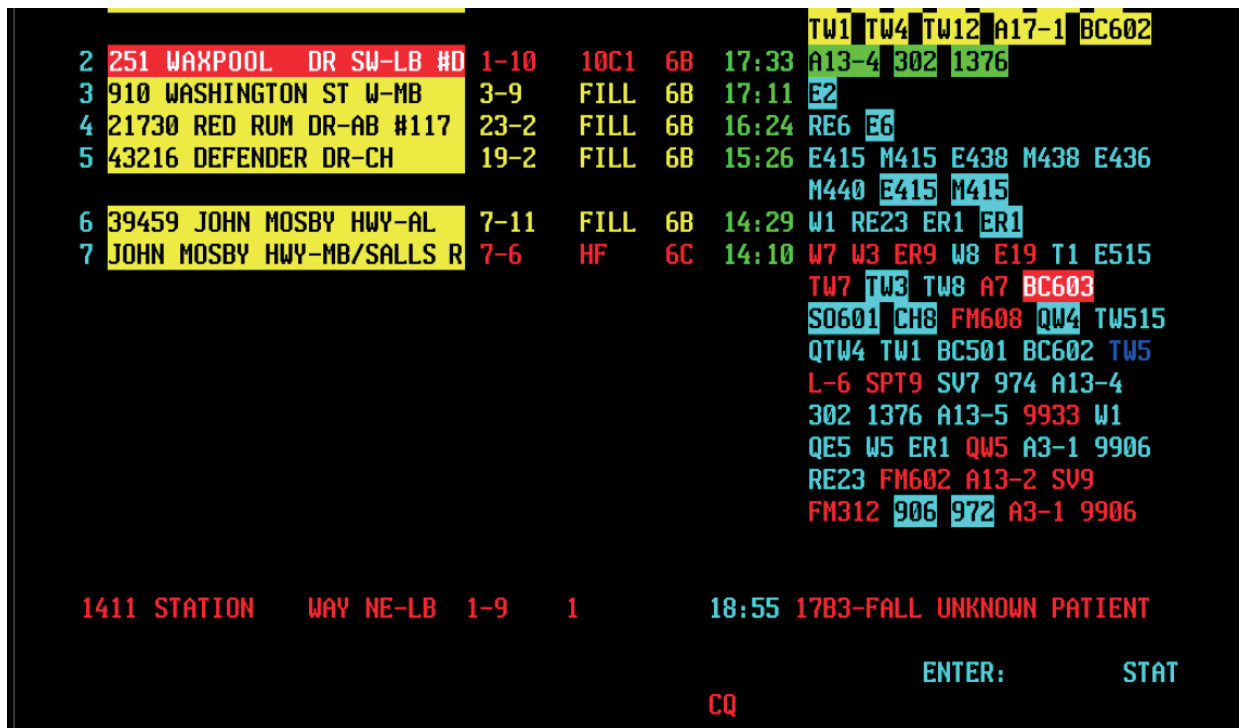 TW1 TW4 TW12 A17-1 BC602
2 251 WAXPOOL DR SW-LB #D 1-10 10C1 6B 17:33 A13-4 302 1376
3 910 WASHINGTON ST W-MB 3-9 FILL 6B 17:11 E2
4 21730 RED RUM DR-AB #117 23-2 FILL 6B 16:24 RE6 E6
5 43216 DEFENDER DR-CH 19-2 FILL 6B 15:26 E415 M415 E438 M438 E436
M440 E415 M415
6 39459 JOHN MOSBY HWY-AL 7-11 FILL 6B 14:29 W1 RE23 ER1 ER1
7 JOHN MOSBY HWY-MB/SALLS R 7-6 HF 6C 14:10 W7 W3 ER9 W8 E19 T1 E515
TW7 TW3 TW8 A7 BC603
SO601 CH8 FM608 QW4 TW515
QTW4 TW1 BC501 BC602 TW5
L-6 SPT9 SV7 974 A13-4
302 1376 A13-5 9933 W1
QE5 W5 ER1 QW5 A3-1 9906
RE23 FM602 A13-2 SV9
FM312 906 972 A3-1 9906
1411 STATION WAY NE-LB 1-9 1 18:55 17B3-FALL UNKNOWN PATIENT
ENTER: STAT
CQ